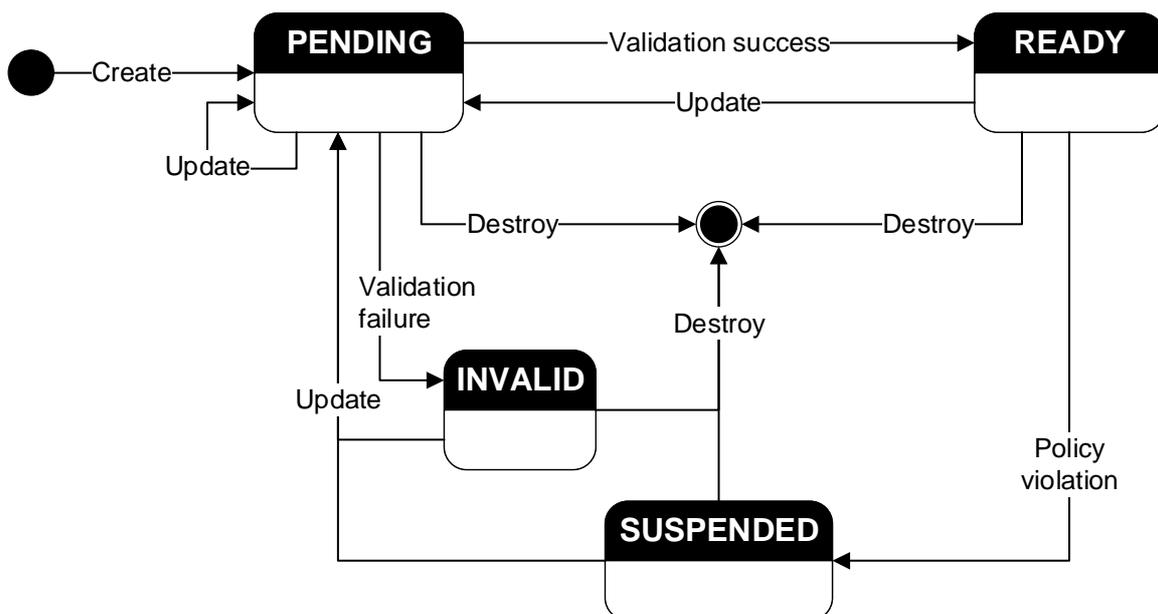 PENDING
Validation success
READY
Create
Update
Update
Destroy
Destroy
Validation
failure
Destroy
INVALID
Update
Policy
violation
SUSPENDED